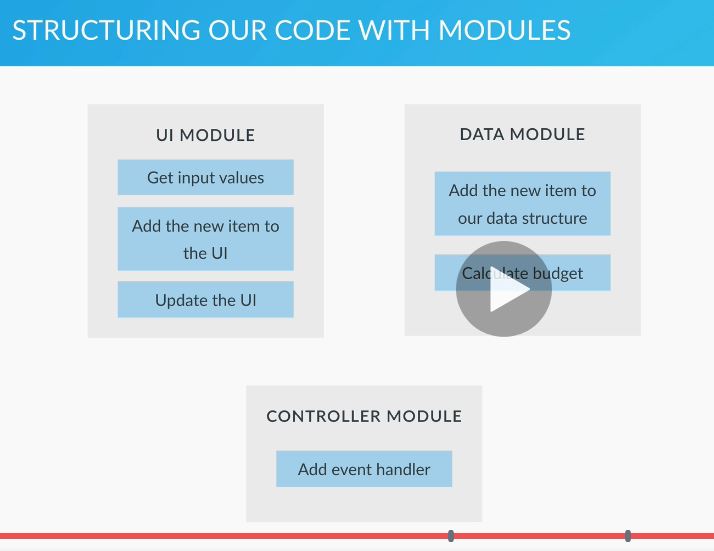 STRUCTURING OUR CODE WITH MODULES
UI MODULE
Get input values
Add the new item to
the UI
Update the UI
DATA MODULE
Add the new item to
our data structure
Calculate budget
CONTROLLER MODULE
Add event handler